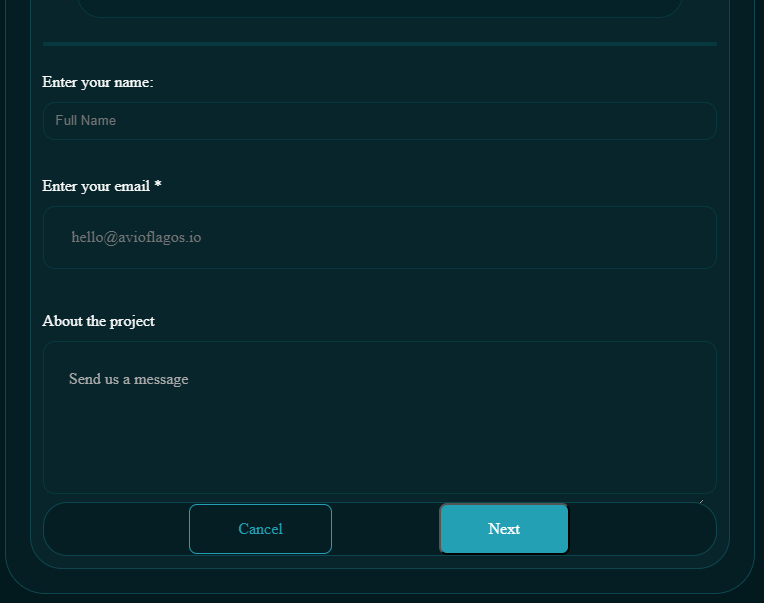 Enter your name:
Full Name
Enter your email *
hello@avioflagos.io
About the project
Send us a message
Cancel
Next